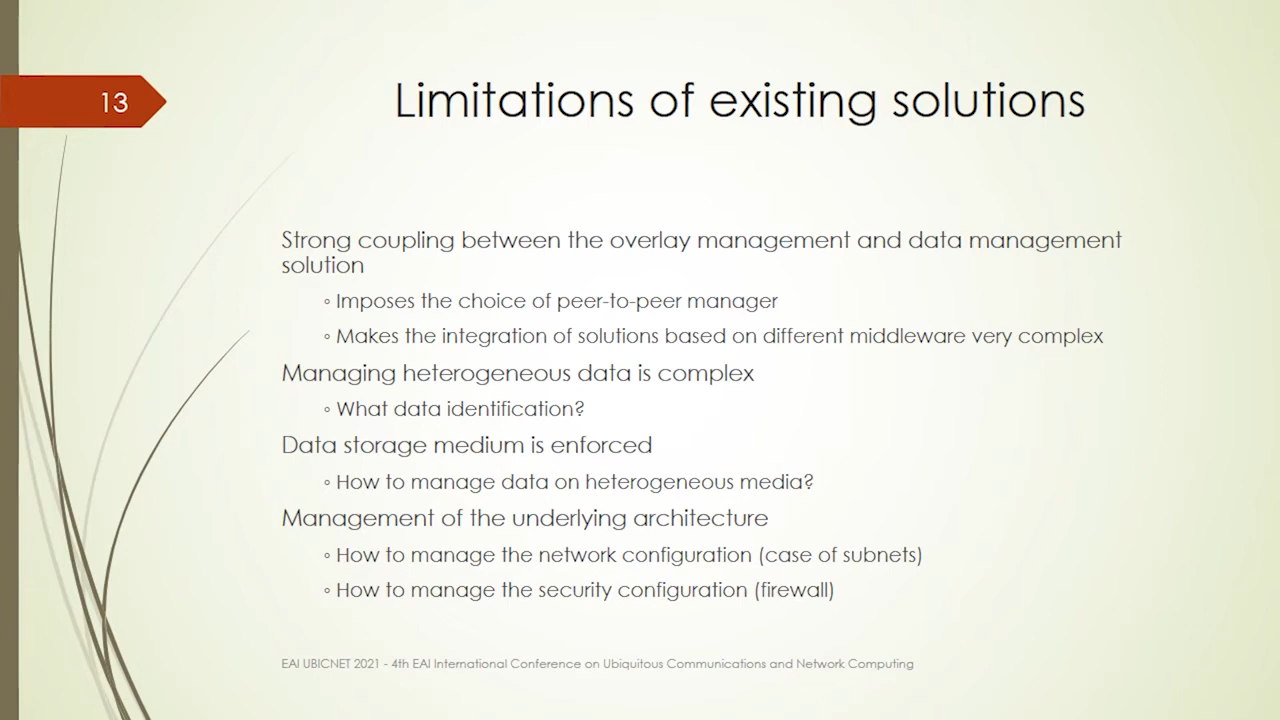 13
Limitations of existing solutions
Strong coupling between the overlay management and data management
solution
◦ Imposes the choice of peer-to-peer manager
◦ Makes the integration of solutions based on different middleware very complex
Managing heterogeneous data is complex
◦ What data identification?
Data storage medium is enforced
◦ How to manage data on heterogeneous media?
Management of the underlying architecture
◦ How to manage the network configuration (case of subnets)
◦ How to manage the security configuration (firewall)
EAI UBICNET 2021 - 4th EAI International Conference on Ubiquitous Communications and Network Computing